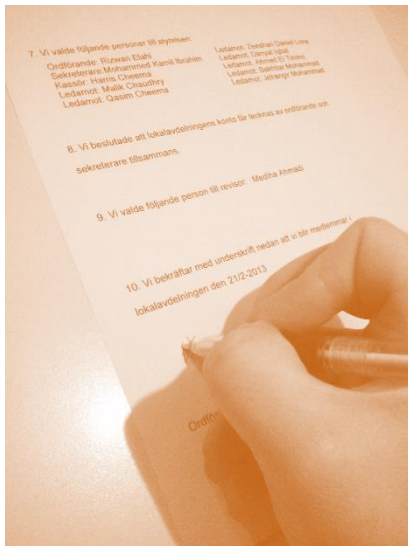 7. Vi valde följande personer till styrelsen:
Ordförande: Rizwan Elahi
Sekreterare Mohammed Kamil Ibrahim
Kassör: Harris Cheema
Ledamot: Malik Chaudhry
Ledamot: Qasim Cheema
Ledamot: Zeeshan Daniel Lone
Ledamot: Danyal Iqbal
Ledamot: Ahmed El
Ledamot: Bakhtiar Mohammad
Ledamot: Jehangir Mohammad
8. Vi beslutade att lokalavdelningens konto får tecknas av ordförande och
sekreterare tillsammans.
9. Vi valde följande person till revisor: Mediha Ahmadi
10. Vi bekräftar med underskrift nedan att vi blir medlemmar i
lokalavdelningen den 21/2-2013